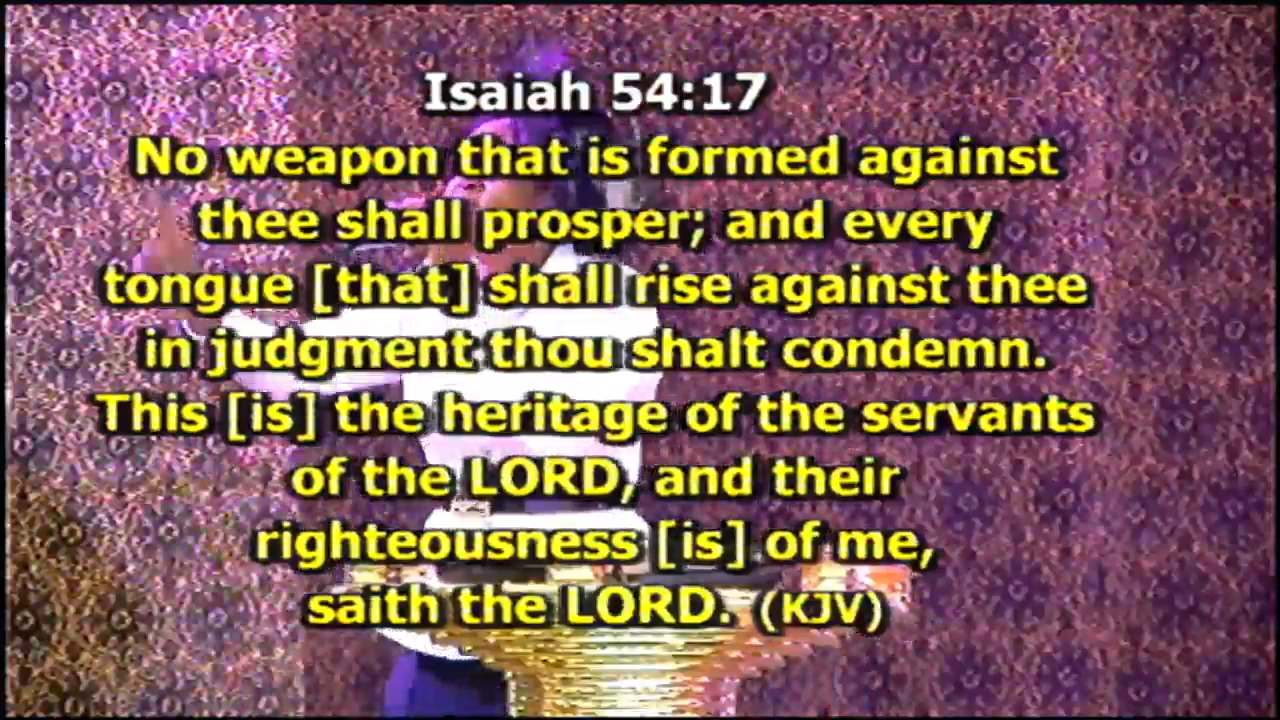 Isaiah 54:17
No weapon that is formed against
thee shall prosper; and every
tongue [that] shall rise against thee
in judgment thou shalt condemn.
This [is] the heritage of the servants
of the LORD, and their
righteousness [is] of me,
saith the LORD. (KJV)